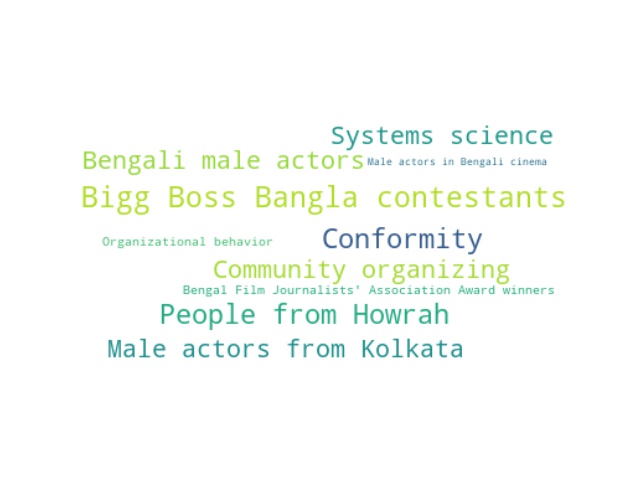 Systems science
Bengali male actors Male actors in Bengali cinema
Bigg Boss Bangla contestants
Organizational behavior Conformity
Community organizing
Bengal Film Journalists' Association Award winners
People from Howrah
Male actors from Kolkata